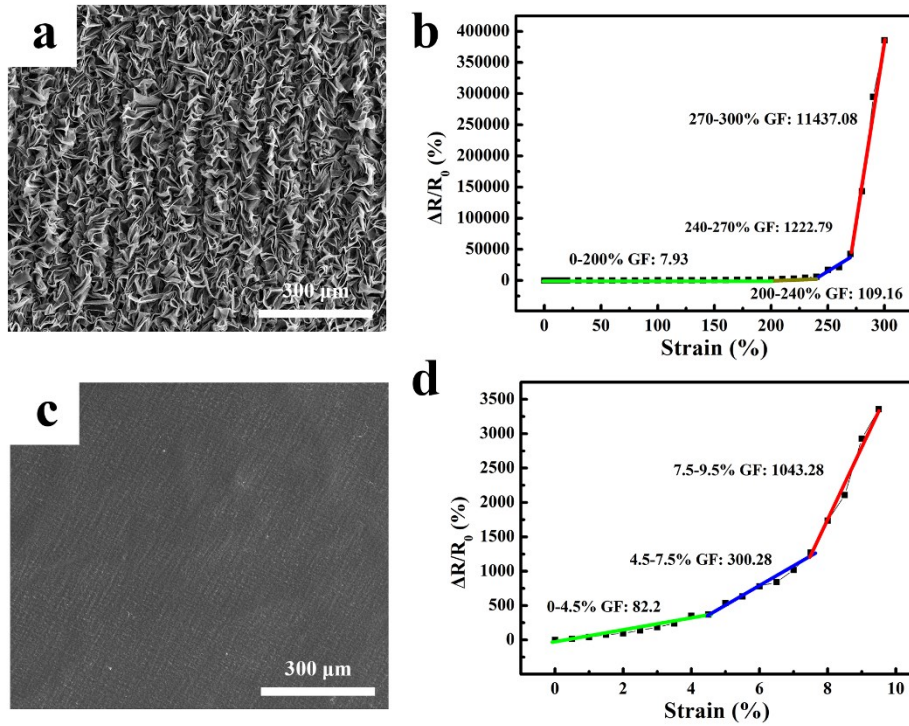 a
300 μm
b
400000
350000
300000
250000
200000
150000
100000
50000
0
ΔR/R0 (%)
270-300% GF: 11437.08
240-270% GF: 1222.79
0-200% GF: 7.93
200-240% GF: 109.16
0 50 100 150 200 250 300
Strain (%)
c
300 μm
d
3500
3000
2500
2000
1500
1000
500
0
ΔR/R0 (%)
7.5-9.5% GF: 1043.28
4.5-7.5% GF: 300.28
0-4.5% GF: 82.2
0 2 4 6 8 10
Strain (%)